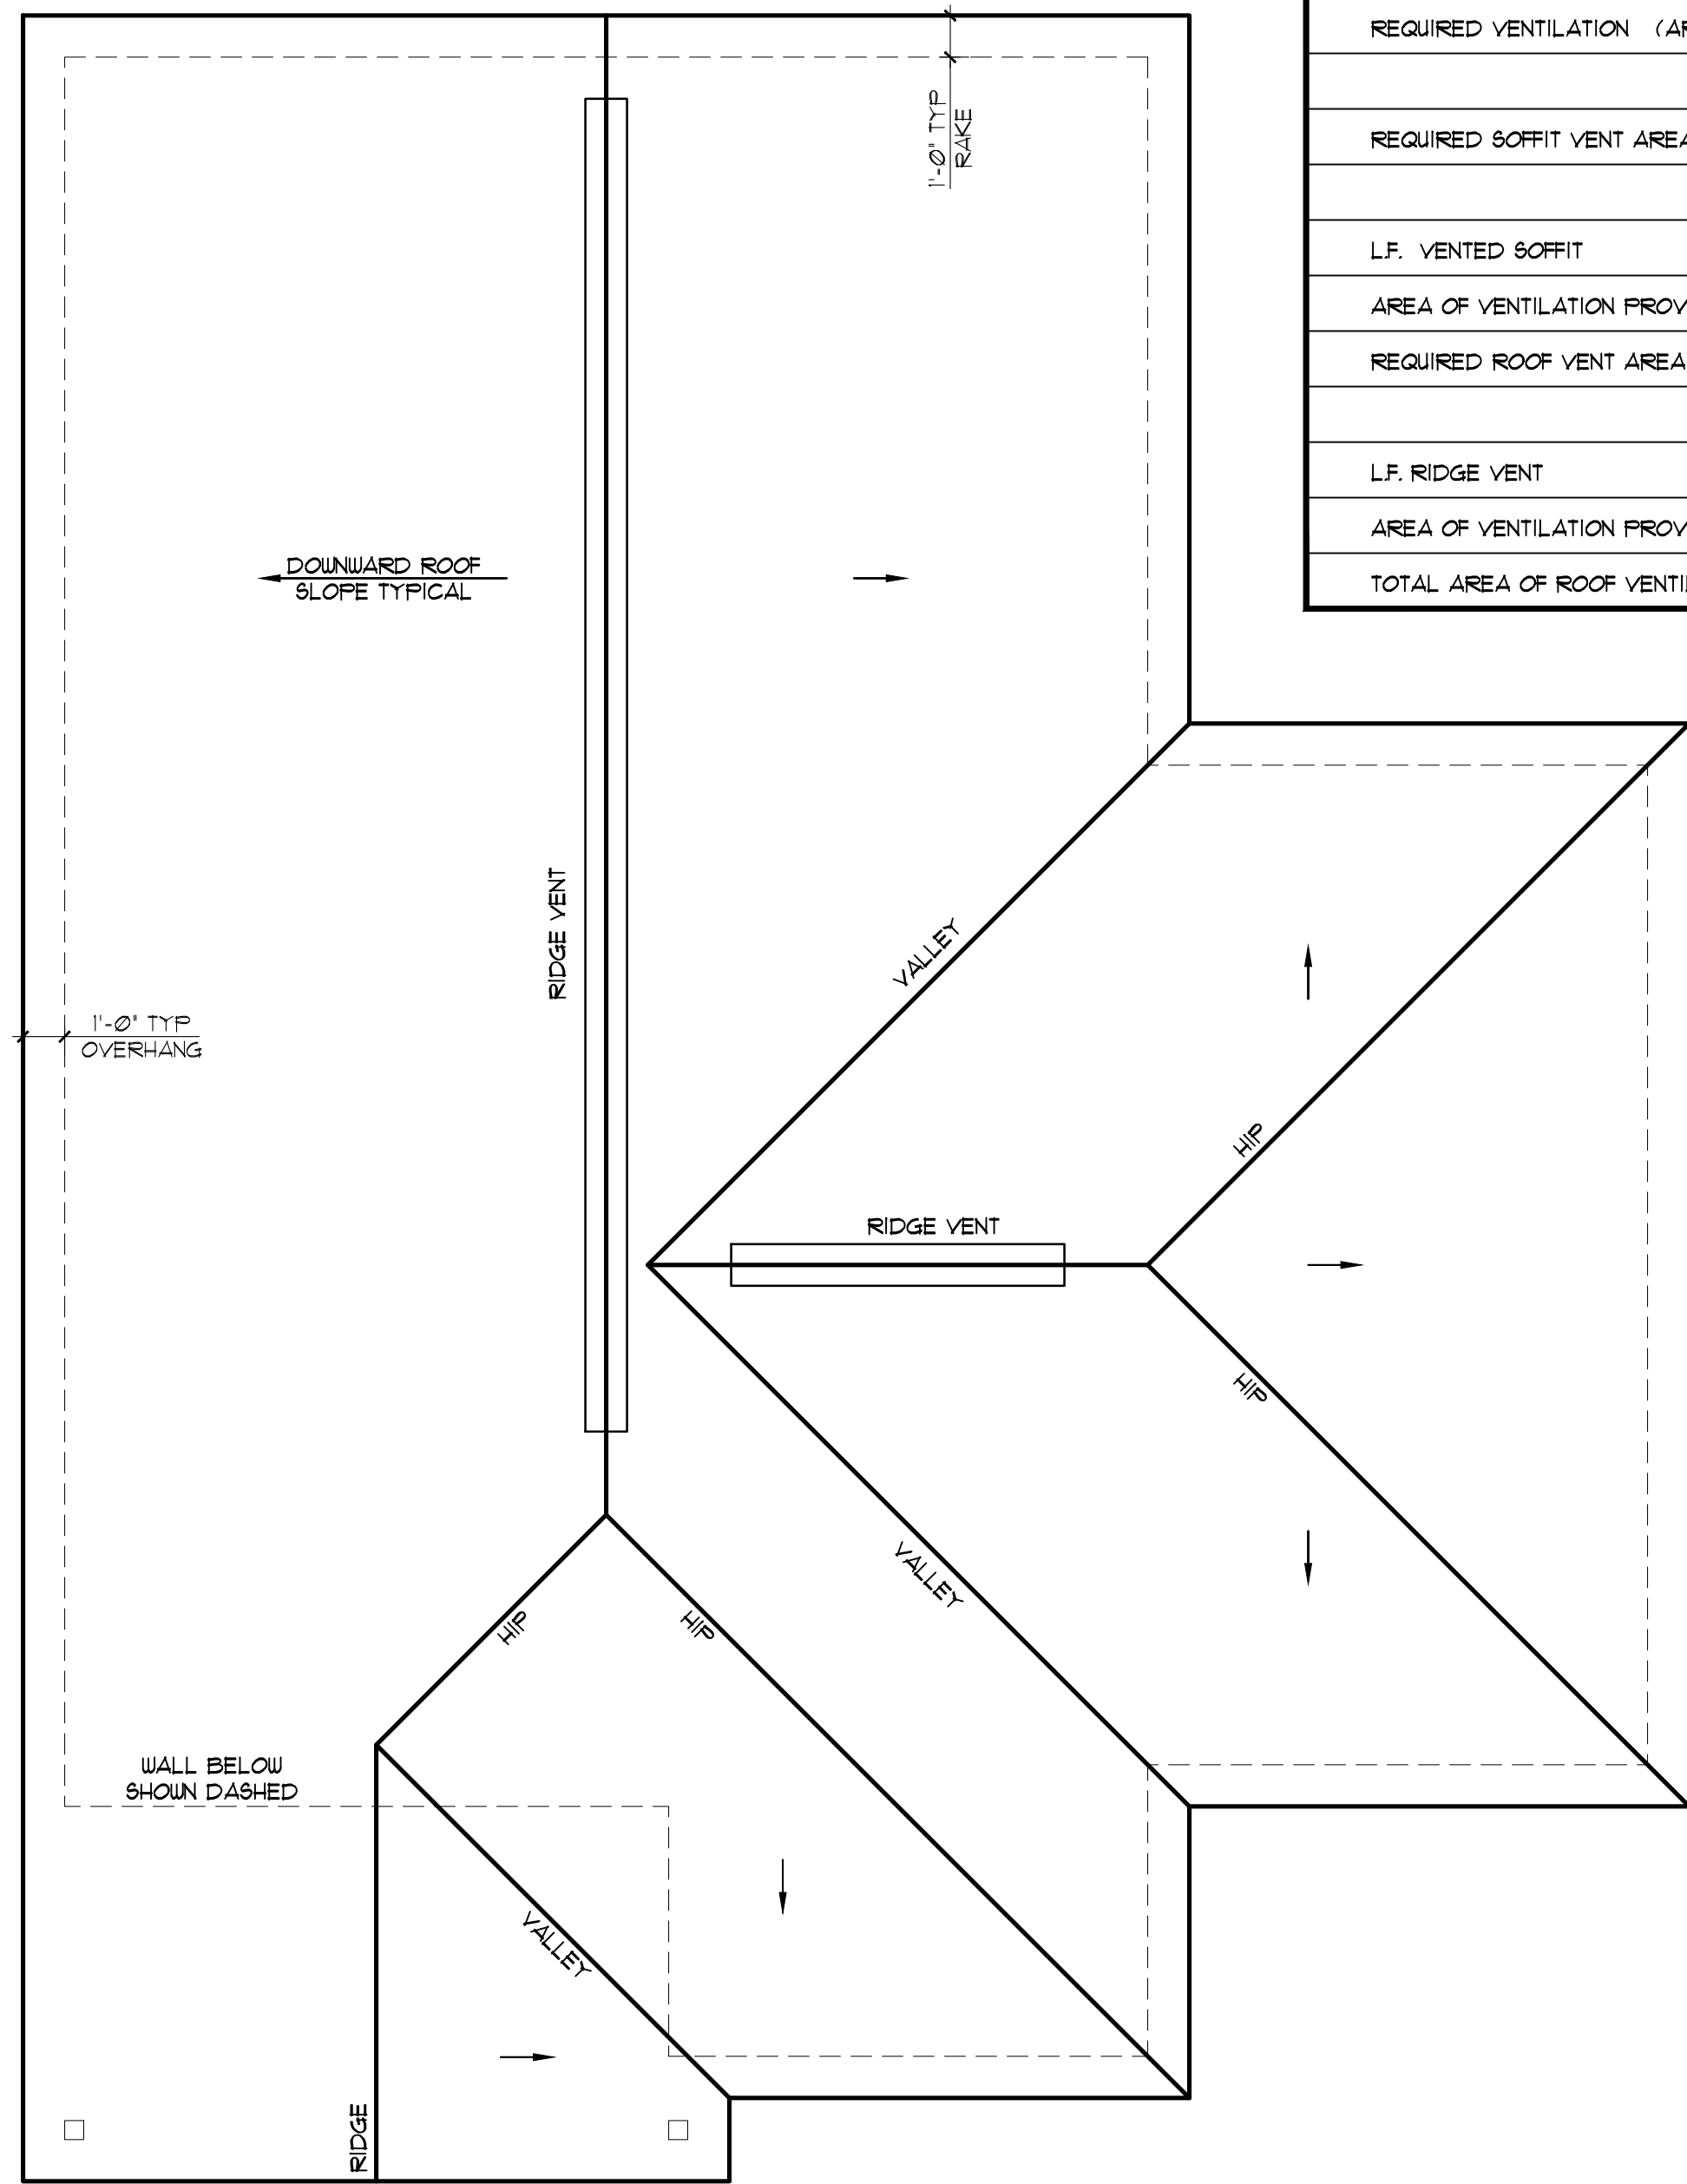 REQUIRED VENTILATION (AR
REQUIRED SOFFIT VENT AREA
L.F. VENTED SOFFIT
AREA OF VENTILATION PROV
REQUIRED ROOF VENT AREA
L.F. RIDGE VENT
AREA OF VENTILATION PROV
TOTAL AREA OF ROOF VENTI
1'-0" TYP
RAKE
DOWNWARD ROOF
SLOPE TYPICAL
RIDGE VENT
VALLEY
1'-0" TYP
OVERHANG
HIP
RIDGE VENT
HIP
VALLEY
HIP
HIP
WALL BELOW
SHOWN DASHED
VALLEY
RIDGE